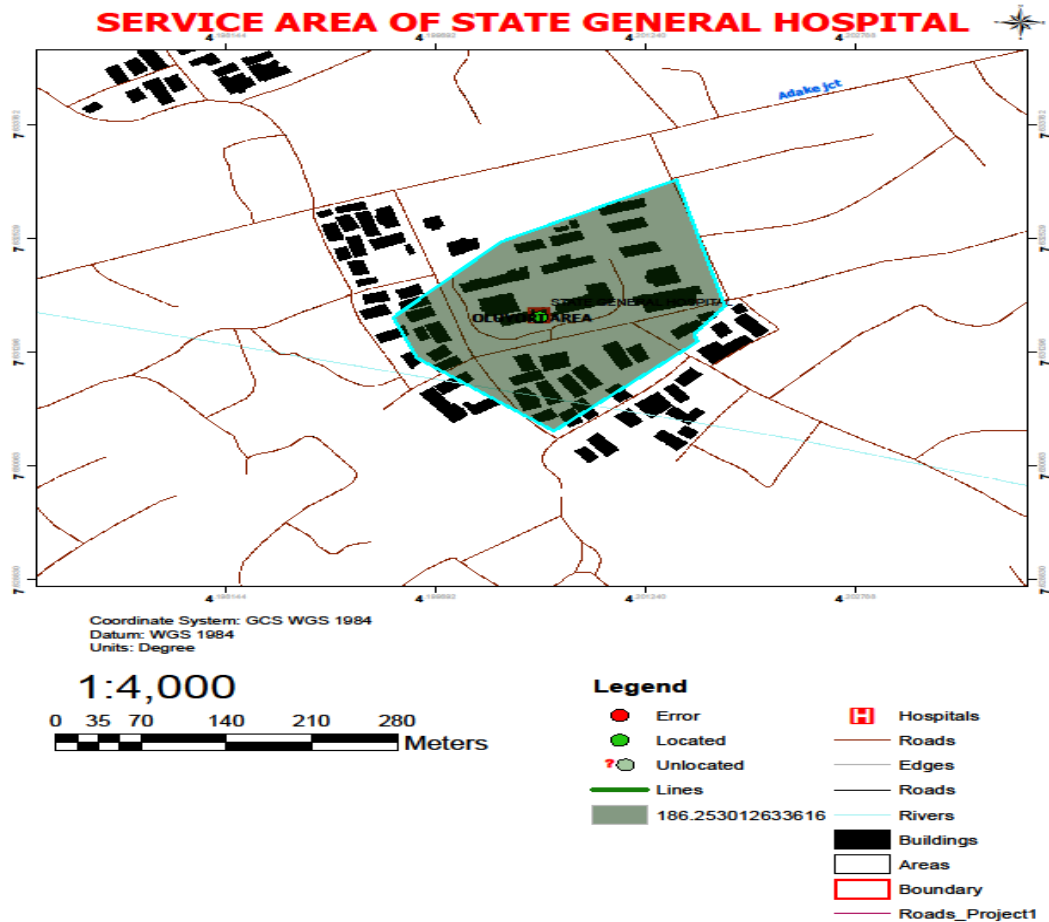 SERVICE AREA OF STATE GENERAL HOSPITAL
Adake jct
STATE GENERAL HOSPITAL
AREA
Coordinate System: GCS WGS 1984
Datum: WGS 1984
Units: Degree
1:4,000
0 35 70 140 210 280
Meters
Legend
Error
Located
? Unlocated
Lines
186.253012633616
H Hospitals
Roads
Edges
Roads
Rivers
Buildings
Areas
Boundary
Roads_Project1